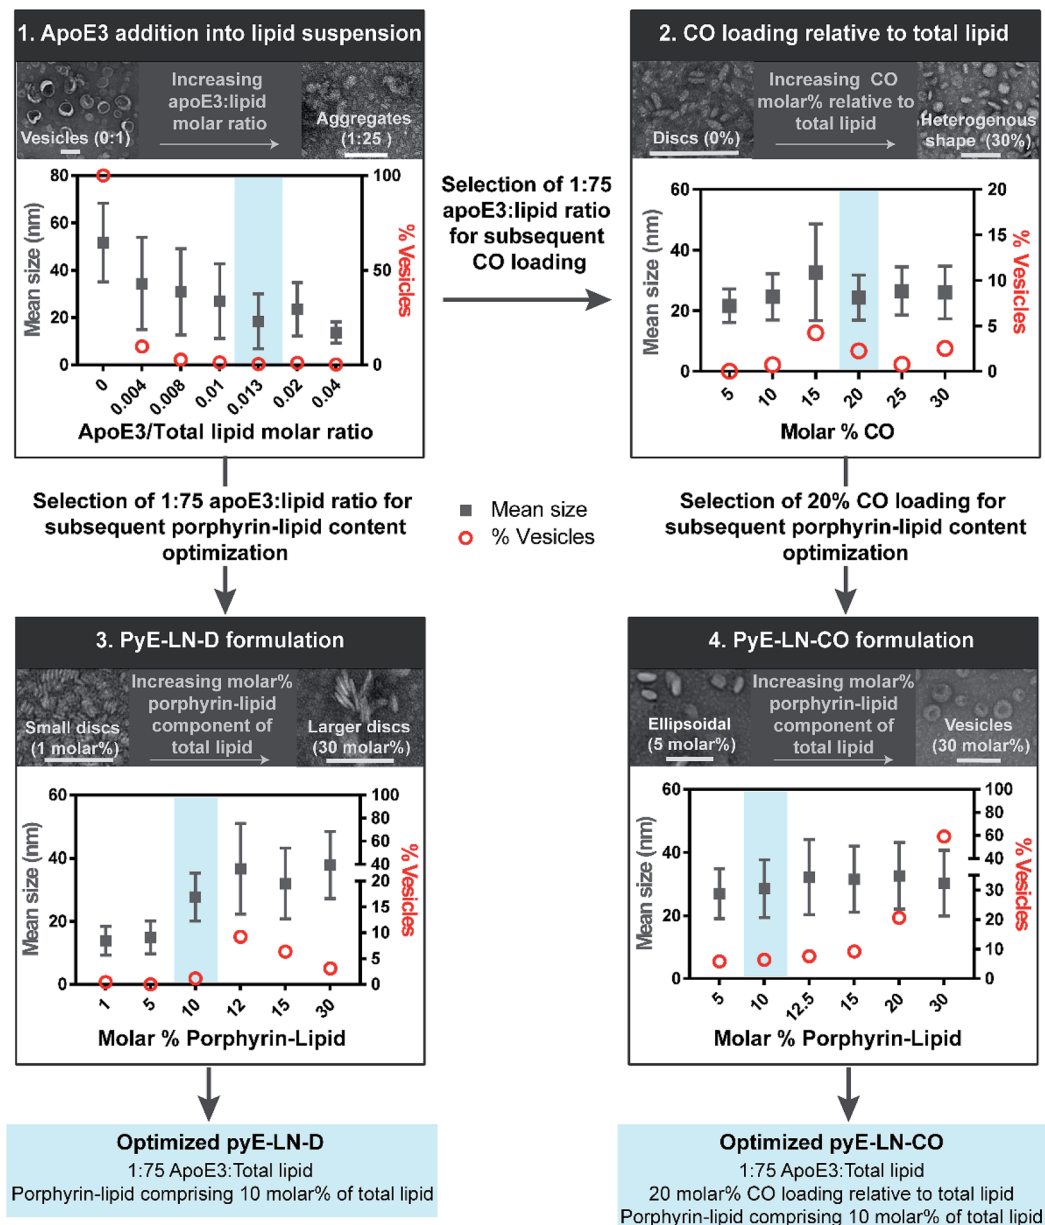 1. ApoE3 addition into lipid suspension
Increasing
apoE3:lipid
molar ratio
Vesicles (0:1)
Aggregates
(1:25 )
80
60
40
20
0
Mean size (nm)
100
50
0
% Vesicles
0
0.004
0.008
0.01
0.013
0.02
0.04
ApoE3/Total lipid molar ratio
Selection of 1:75
apoE3:lipid ratio
for subsequent
CO loading
2. CO loading relative to total lipid
Increasing CO
molar% relative to
total lipid
Discs (0%)
Heterogenous
shape (30%)
60
40
20
0
Mean size (nm)
20
15
10
5
0
% Vesicles
5
10
15
20
25
30
Molar % CO
Selection of 1:75 apoE3:lipid ratio for
subsequent porphyrin-lipid content
optimization
Mean size
% Vesicles
Selection of 20% CO loading for
subsequent porphyrin-lipid content
optimization
3. PyE-LN-D formulation
Increasing molar%
porphyrin-lipid
component of
total lipid
Small discs
(1 molar%)
Larger discs
(30 molar%)
60
40
20
0
Mean size (nm)
100
80
60
40
20
15
10
5
0
% Vesicles
1
5
10
12
15
30
Molar % Porphyrin-Lipid
4. PyE-LN-CO formulation
Increasing molar%
porphyrin-lipid
component of
total lipid
Ellipsoidal
(5 molar%)
Vesicles
(30 molar%)
60
40
20
0
Mean size (nm)
100
80
60
40
30
20
10
0
% Vesicles
5
10
12.5
15
20
30
Molar % Porphyrin-Lipid
Optimized pyE-LN-D
1:75 ApoE3:Total lipid
Porphyrin-lipid comprising 10 molar% of total lipid
Optimized pyE-LN-CO
1:75 ApoE3:Total lipid
20 molar% CO loading relative to total lipid
Porphyrin-lipid comprising 10 molar% of total lipid